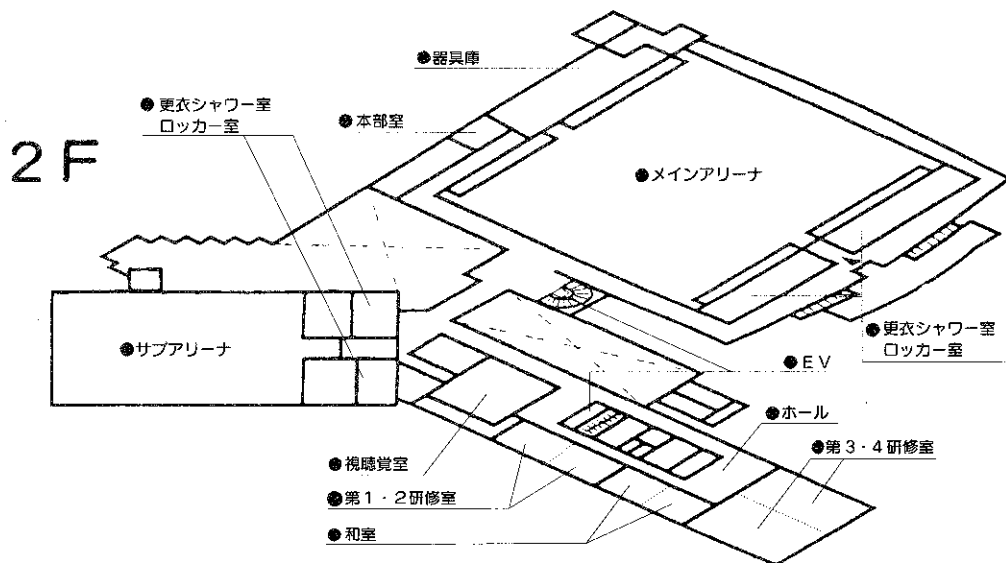 2F
●器具庫
●更衣シャワー室
ロッカー室
●本部室
●メインアリーナ
●サブアリーナ
●更衣シャワー室
ロッカー室
●EV
●ホール
●第3・4研修室
●視聴覚室
●第1・2研修室
●和室